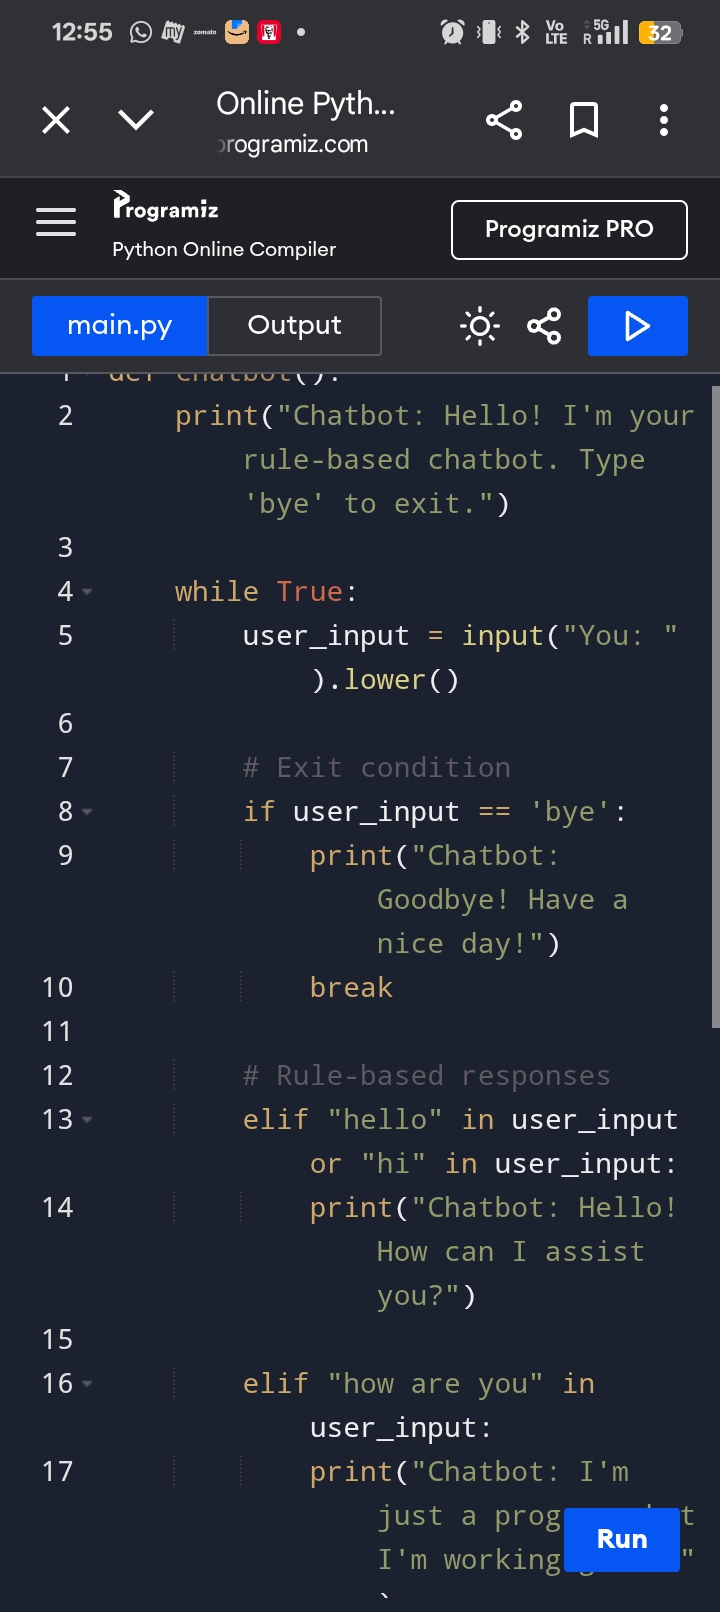 12:55 my zomato Vo LTE 5G R 32
Online Pyth...
programiz.com
Programiz
Python Online Compiler
Programiz PRO
main.py
Output
1 def chatbot():
2 print("Chatbot: Hello! I'm your
rule-based chatbot. Type
'bye' to exit.")
3
4 while True:
5 user_input = input("You: "
).lower()
6
7 # Exit condition
8 if user_input == 'bye':
9 print("Chatbot:
Goodbye! Have a
nice day!")
10 break
11
12 # Rule-based responses
13 elif "hello" in user_input
or "hi" in user_input:
14 print("Chatbot: Hello!
How can I assist
you?")
15
16 elif "how are you" in
user_input:
17 print("Chatbot: I'm
just a
I'm working "
Run